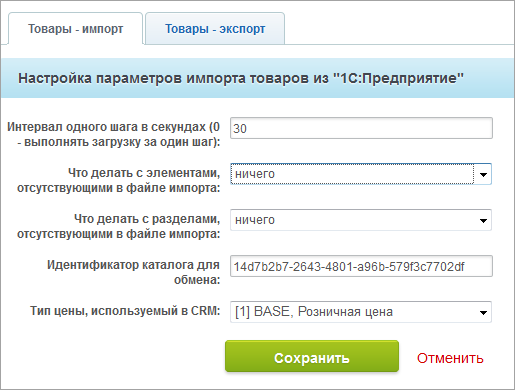 Товары - импорт
Товары - экспорт
Настройка параметров импорта товаров из "1С:Предприятие"
Интервал одного шага в секундах (0
- выполнять загрузку за один шаг):
30
Что делать с элементами,
отсутствующими в файле импорта:
ничего
Что делать с разделами,
отсутствующими в файле импорта:
ничего
Идентификатор каталога для
обмена:
14d7b2b7-2643-4801-a96b-579f3c7702df
Тип цены, используемый в CRM:
[1] BASE, Розничная цена
Сохранить
Отменить